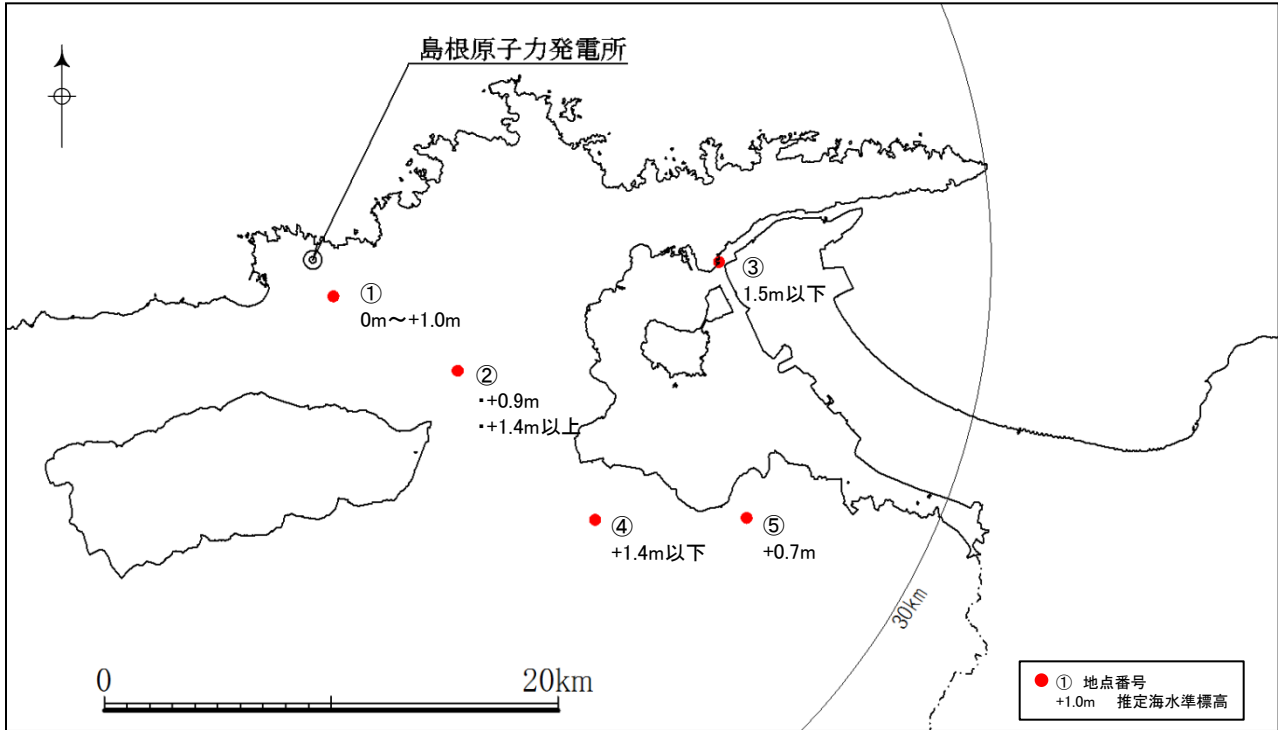 島根原子力発電所
①
0m～+1.0m
②
・+0.9m
・+1.4m以上
③
1.5m以下
④
+1.4m以下
⑤
+0.7m
30km
0 20km
① 地点番号
+1.0m 推定海水準標高